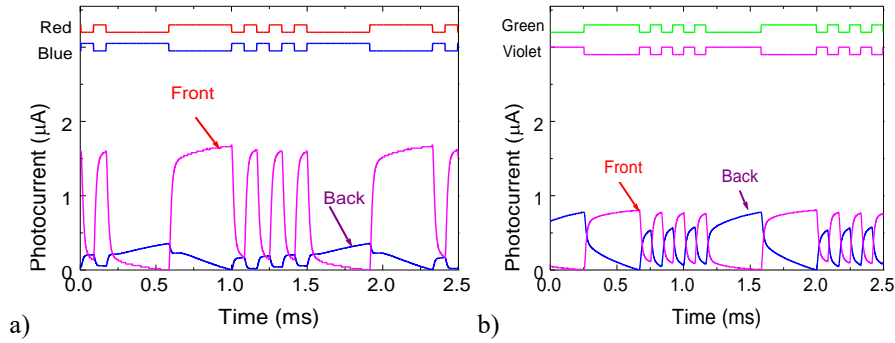 Red
Blue
Front
Back
Photocurrent (µA)
2
1
0
0.0 0.5 1.0 1.5 2.0 2.5
Time (ms)
a)
Green
Violet
Front
Back
Photocurrent (µA)
2
1
0
0.0 0.5 1.0 1.5 2.0 2.5
Time (ms)
b)